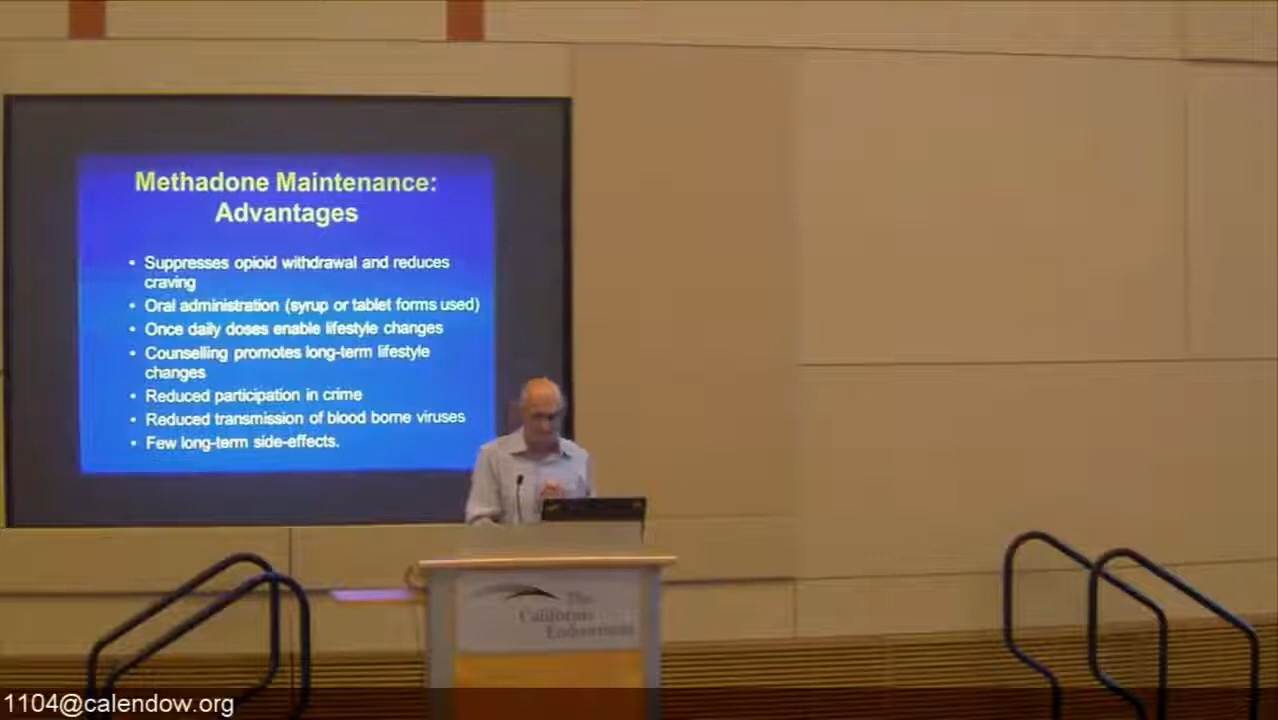 Methadone Maintenance:
Advantages
• Suppresses opioid withdrawal and reduces
craving
• Oral administration (syrup or tablet forms used)
• Once daily doses enable lifestyle changes
• Counselling promotes long-term lifestyle
changes
• Reduced participation in crime
• Reduced transmission of blood borne viruses
• Few long-term side-effects.
The
California
Endowment
1104@calendow.org